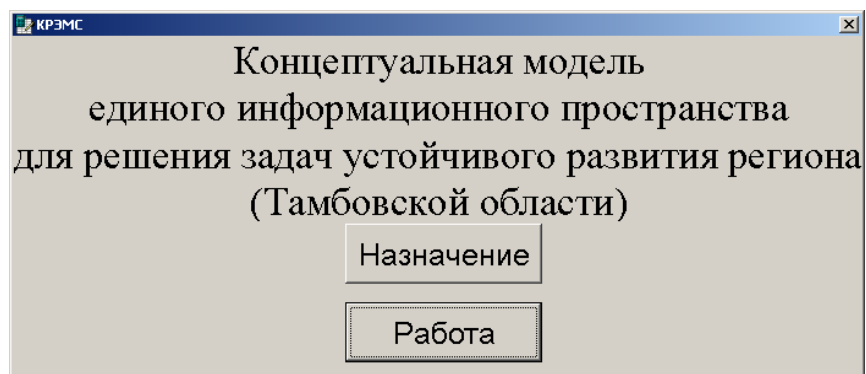 КРЭМС
Концептуальная модель
единого информационного пространства
для решения задач устойчивого развития региона
(Тамбовской области)
Назначение
Работа